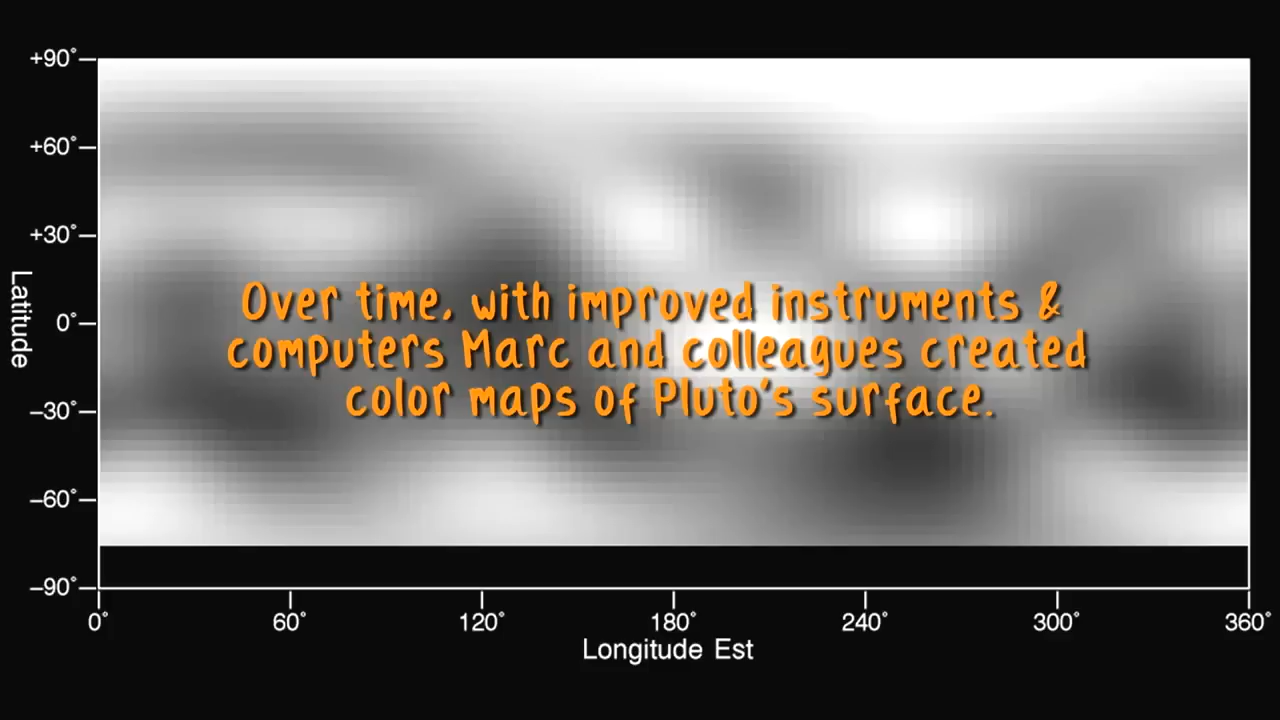 +90°
+60°
+30°
0°
–30°
–60°
–90°
Latitude
Over time, with improved instruments &
computers Marc and colleagues created
color maps of Pluto's surface.
0° 60° 120° 180° 240° 300° 360°
Longitude Est